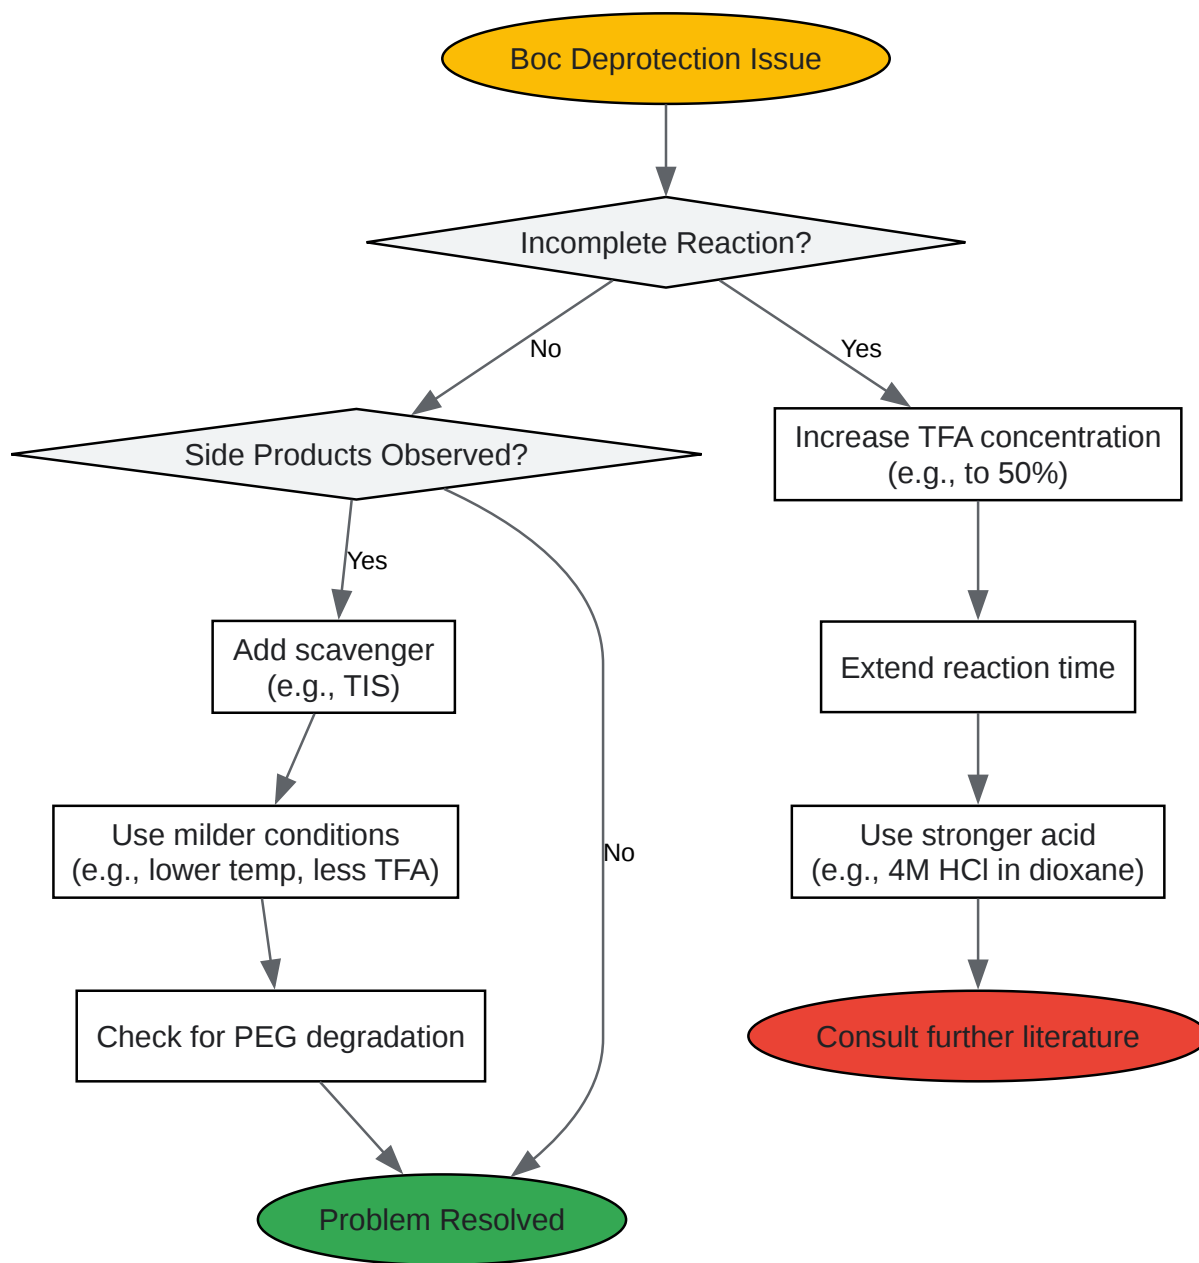 Boc Deprotection Issue
Incomplete Reaction?
No
Yes
Side Products Observed?
Increase TFA concentration
(e.g., to 50%)
Yes
Add scavenger
(e.g., TIS)
Extend reaction time
Use milder conditions
(e.g., lower temp, less TFA)
No
Use stronger acid
(e.g., 4M HCl in dioxane)
Check for PEG degradation
Consult further literature
Problem Resolved